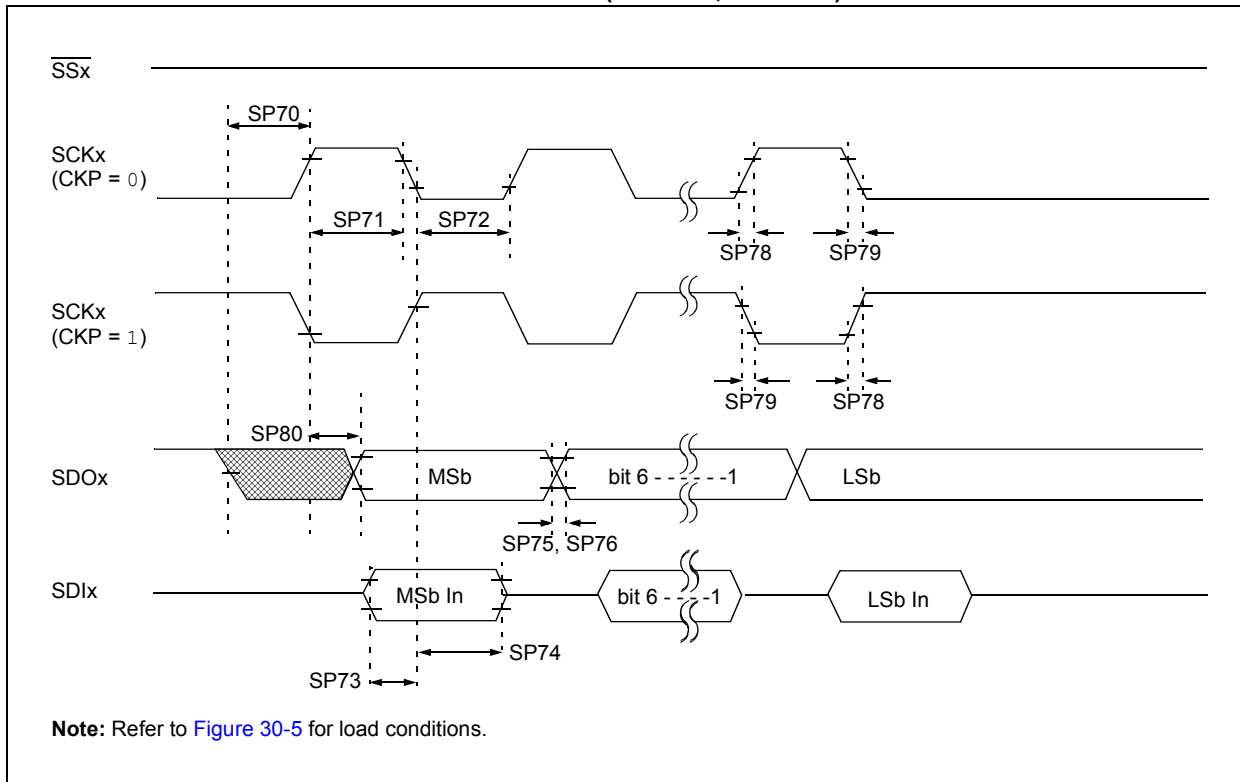 SSx
SP70
SCKx
(CKP = 0)
SP71
SP72
SP78
SP79
SCKx
(CKP = 1)
SP79
SP78
SP80
SDOx
MSb
bit 6 - - - - - -1
LSb
SP75, SP76
SDIx
MSb In
bit 6 - - - - -1
LSb In
SP74
SP73
Note: Refer to Figure 30-5 for load conditions.